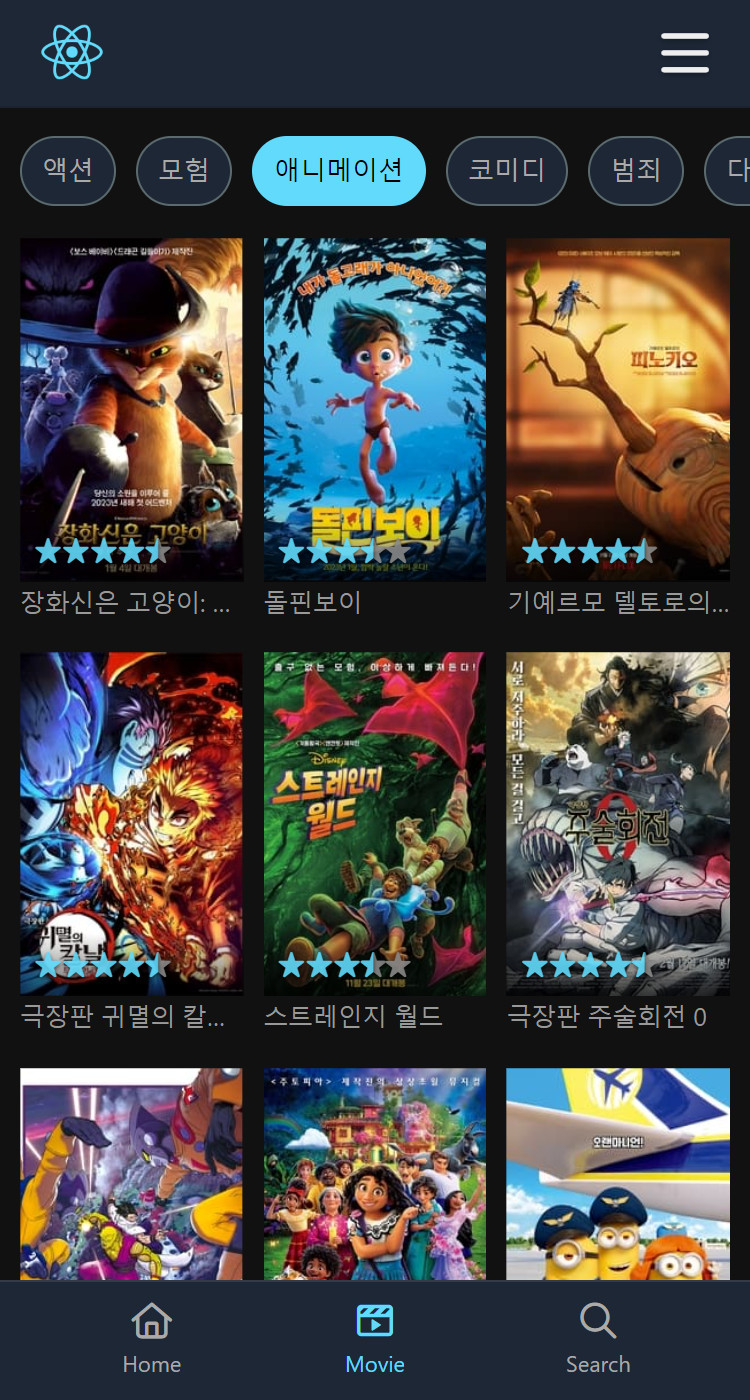 액션
모험
애니메이션
코미디
범죄
대
<보스 베이비><드래곤 길들이기> 제작진
당신의 소원을 이루어 줄
2023년 새해 첫 어드벤처
장화신은 고양이
1월 4일 대개봉
내가 돌고래가 아니었어?!
돌핀보이
피노키오
장화신은 고양이: ...
돌핀보이
기예르모 델토로의...
극장판
귀멸의
칼날
출구 없는 모험, 이상하게 빠져든다!
DISNEY
스트레인지
월드
11월 23일 대개봉
서로 저주하라, 모든 걸 걸고
주술회전
0
극장판 귀멸의 칼...
스트레인지 월드
극장판 주술회전 0
<주토피아> 제작진의 상상초월 뮤지컬
오랜마니언!
Home
Movie
Search